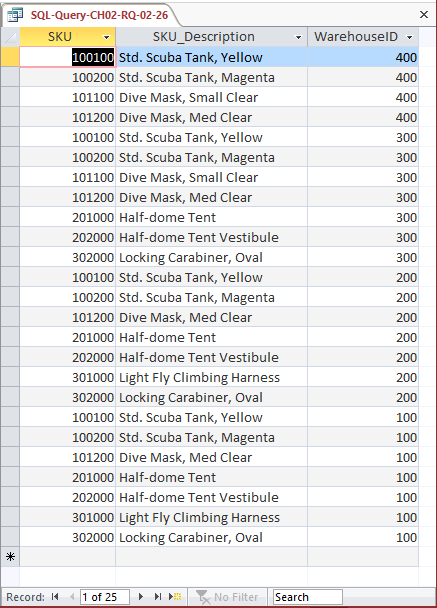 SQL-Query-CH02-RQ-02-26
SKU SKU_Description WarehouseID
100100 Std. Scuba Tank, Yellow 400
100200 Std. Scuba Tank, Magenta 400
101100 Dive Mask, Small Clear 400
101200 Dive Mask, Med Clear 400
100100 Std. Scuba Tank, Yellow 300
100200 Std. Scuba Tank, Magenta 300
101100 Dive Mask, Small Clear 300
101200 Dive Mask, Med Clear 300
201000 Half-dome Tent 300
202000 Half-dome Tent Vestibule 300
302000 Locking Carabiner, Oval 300
100100 Std. Scuba Tank, Yellow 200
100200 Std. Scuba Tank, Magenta 200
101200 Dive Mask, Med Clear 200
201000 Half-dome Tent 200
202000 Half-dome Tent Vestibule 200
301000 Light Fly Climbing Harness 200
302000 Locking Carabiner, Oval 200
100100 Std. Scuba Tank, Yellow 100
100200 Std. Scuba Tank, Magenta 100
101200 Dive Mask, Med Clear 100
201000 Half-dome Tent 100
202000 Half-dome Tent Vestibule 100
301000 Light Fly Climbing Harness 100
302000 Locking Carabiner, Oval 100
Record: 1 of 25 No Filter Search